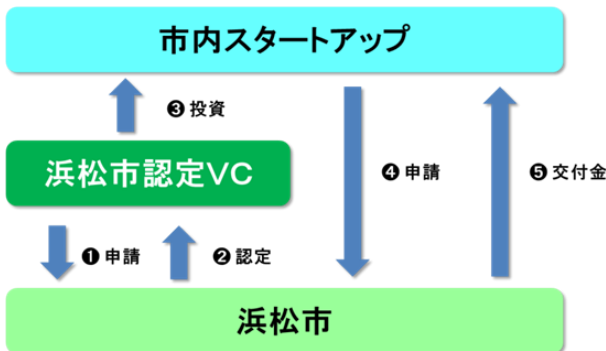 市内スタートアップ
❸投資
浜松市認定VC
❹申請
❺交付金
❶申請
❷認定
浜松市